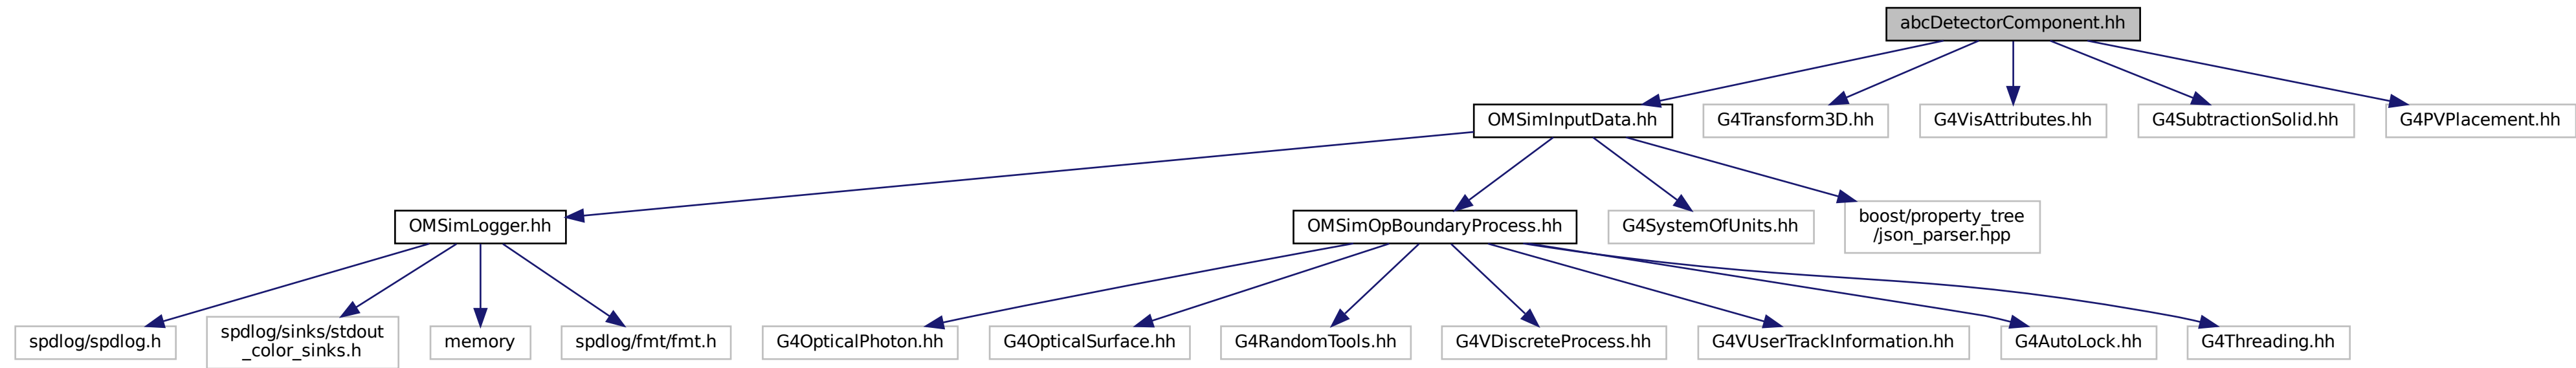 abcDetectorComponent.hh
OMSimInputData.hh
G4Transform3D.hh
G4VisAttributes.hh
G4SubtractionSolid.hh
G4PVPlacement.hh
OMSimLogger.hh
OMSimOpBoundaryProcess.hh
G4SystemOfUnits.hh
boost/property_tree
/json_parser.hpp
spdlog/spdlog.h
spdlog/sinks/stdout
_color_sinks.h
memory
spdlog/fmt/fmt.h
G4OpticalPhoton.hh
G4OpticalSurface.hh
G4RandomTools.hh
G4VDiscreteProcess.hh
G4VUserTrackInformation.hh
G4AutoLock.hh
G4Threading.hh